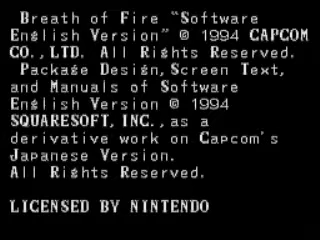 Breath of Fire "Software
English Version" © 1994 CAPCOM
CO., LTD. All Rights Reserved.
Package Design, Screen Text,
and Manuals of Software
English Version © 1994
SQUARESOFT, INC., as a
derivative work on Capcom's
Japanese Version.
All Rights Reserved.
LICENSED BY NINTENDO